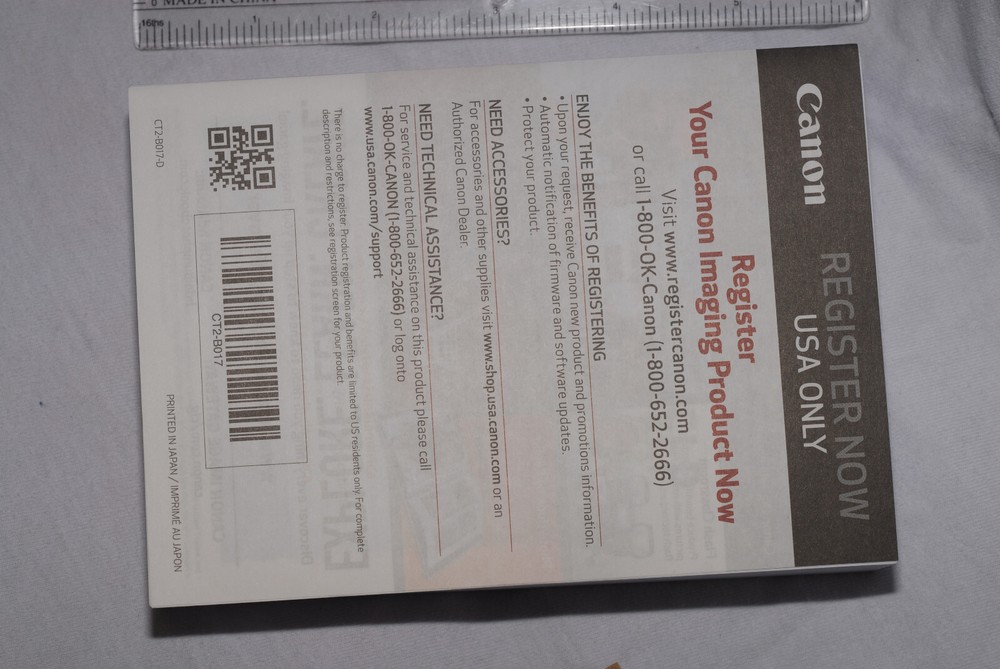 MADE IN CHINA
16ths
1
2
3
4
5
Canon
REGISTER NOW
USA ONLY
Register
Your Canon Imaging Product Now
Visit www.registercanon.com
or call 1-800-OK-Canon (1-800-652-2666)
ENJOY THE BENEFITS OF REGISTERING
• Upon your request, receive Canon new product and promotions information.
• Automatic notification of firmware and software updates.
• Protect your product.
NEED ACCESSORIES?
For accessories and other supplies visit www.shop.usa.canon.com or an
Authorized Canon Dealer.
NEED TECHNICAL ASSISTANCE?
For service and technical assistance on this product please call
1-800-OK-CANON (1-800-652-2666) or log onto
www.usa.canon.com/support
There is no charge to register. Product registration and benefits are limited to US residents only. For complete
description and restrictions, see registration screen for your product.
CT2-B017
CT2-B017-D
PRINTED IN JAPAN / IMPRIMÉ AU JAPON